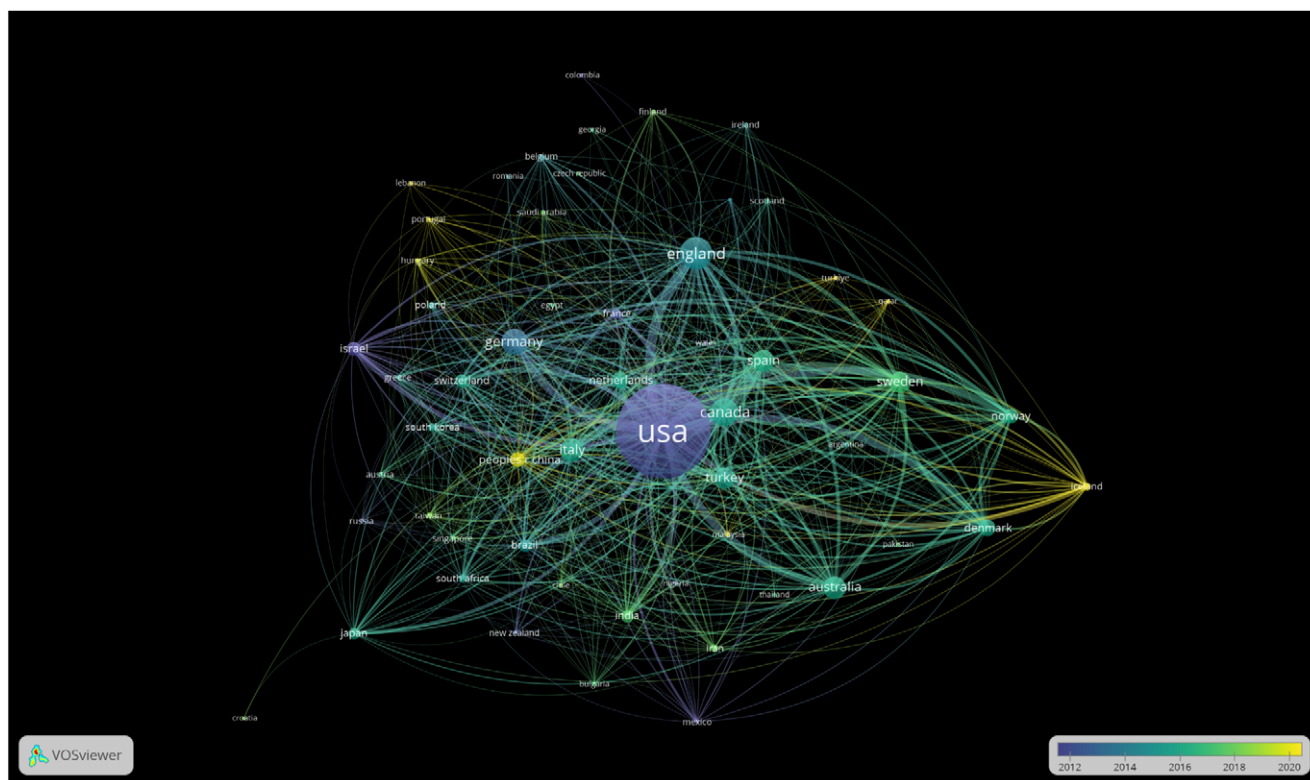 colombia
finland
ireland
georgia
belgium
czech republic
romania
lebanon
scotland
saudi arabia
portugal
england
hungary
turkiye
qatar
poland
egypt
france
germany
wales
israel
spain
greece
switzerland
netherlands
sweden
canada
norway
south korea
usa
argentina
italy
peoples r china
austria
turkey
iceland
taiwan
russia
denmark
malaysia
singapore
brazil
pakistan
south africa
chile
nigeria
australia
thailand
india
new zealand
japan
iran
bulgaria
croatia
mexico
VOSviewer
2012 2014 2016 2018 2020